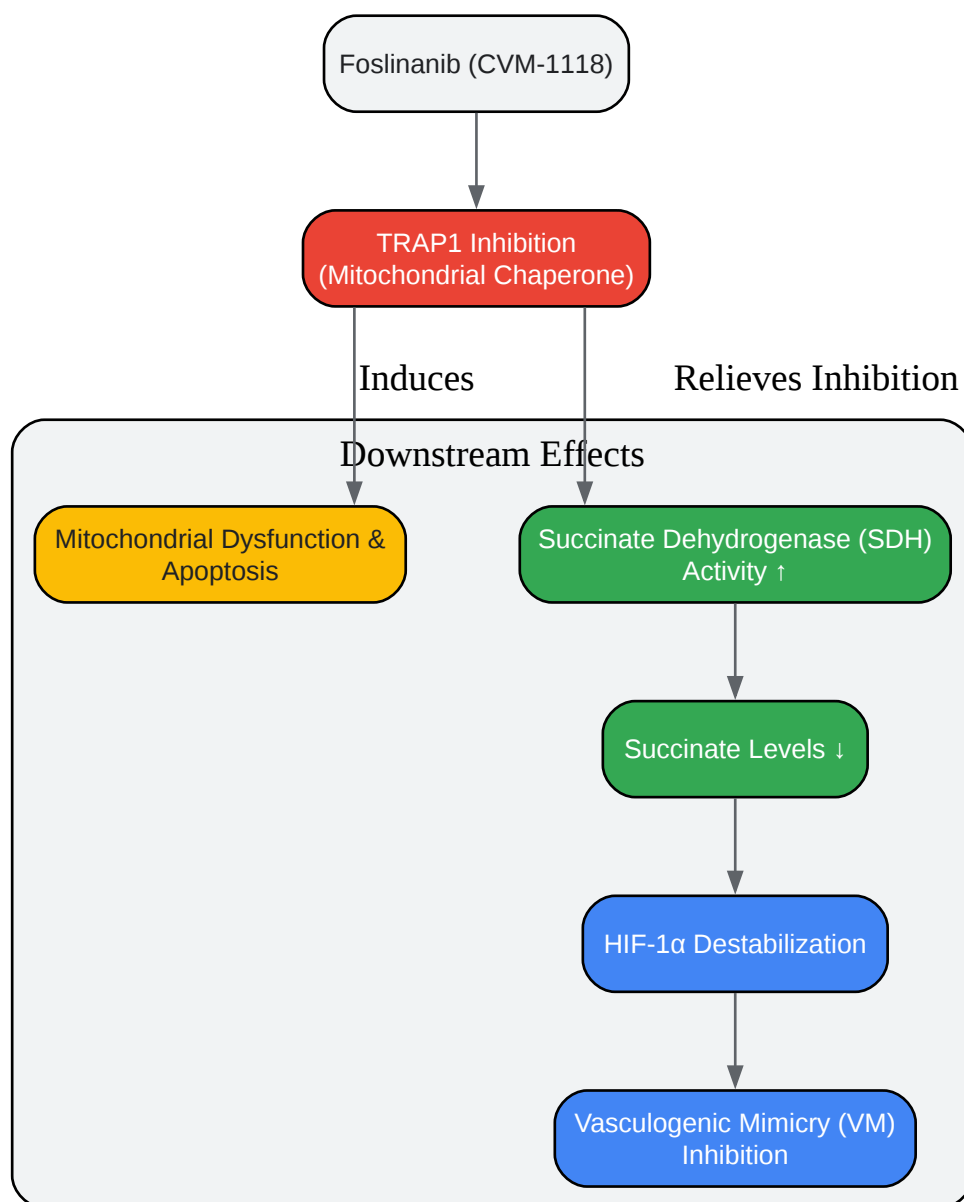 Foslinanib (CVM-1118)
TRAP1 Inhibition
(Mitochondrial Chaperone)
Induces
Relieves Inhibition
Downstream Effects
Mitochondrial Dysfunction &
Apoptosis
Succinate Dehydrogenase (SDH)
Activity ↑
Succinate Levels ↓
HIF-1α Destabilization
Vasculogenic Mimicry (VM)
Inhibition